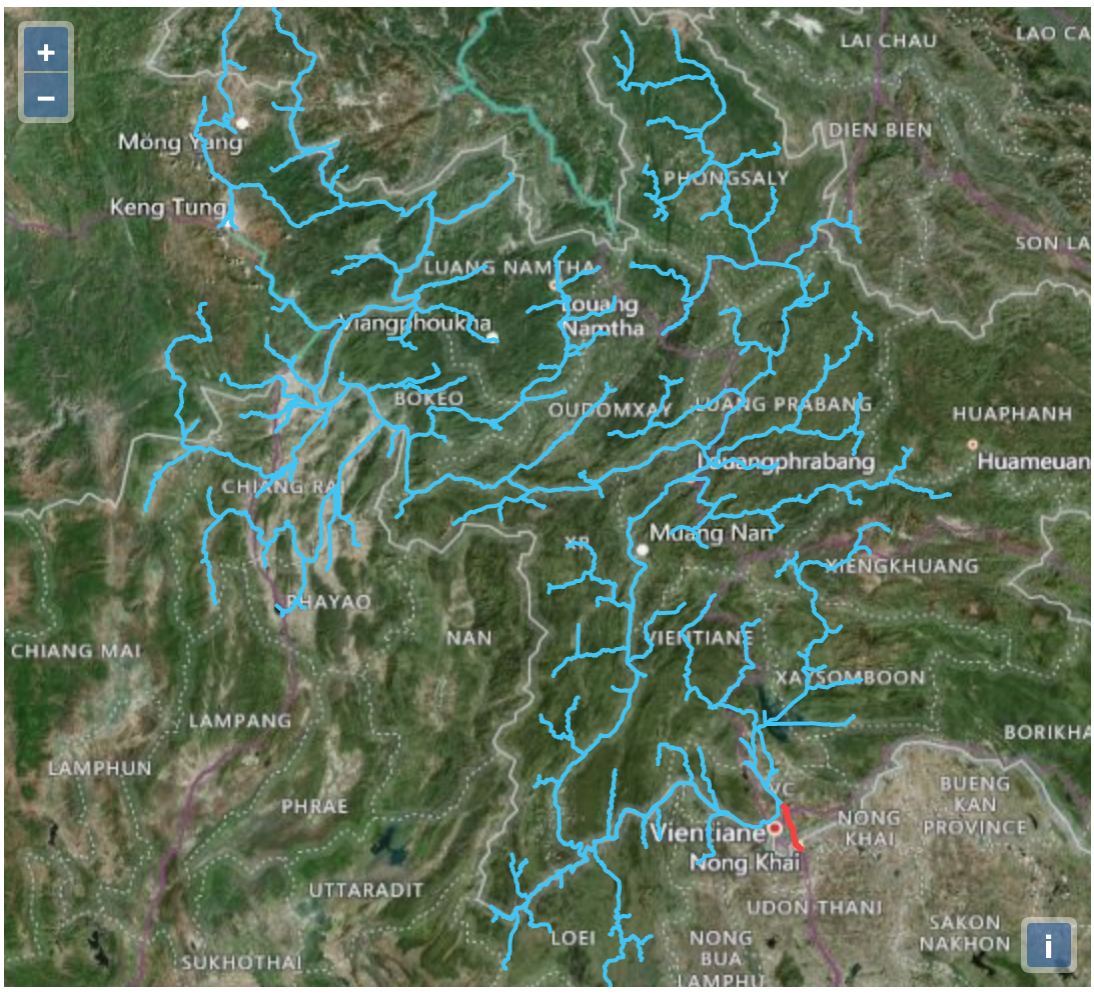 +
−
LAI CHAU
LAO CA
Möng Yang
DIEN BIEN
PHONGSALY
Keng Tung
SON LA
LUANG NAMTHA
Louang
Namtha
Viangphoukha
BOKEO
OUDOMXAY
LUANG PRABANG
HUAPHANH
Louangphrabang
Huameuan
CHIANG RAI
Muang Nan
XIENGKHUANG
PHAYAO
NAN
VIENTIANE
CHIANG MAI
XAYSOMBOON
LAMPANG
BORIKHA
LAMPHUN
BUENG
KAN
PROVINCE
PHRAE
VC
NONG
KHAI
Vientiane
Nong Khai
UTTARADIT
UDON THANI
LOEI
NONG
BUA
LAMPHU
SAKON
NAKHON
SUKHOTHAI
i